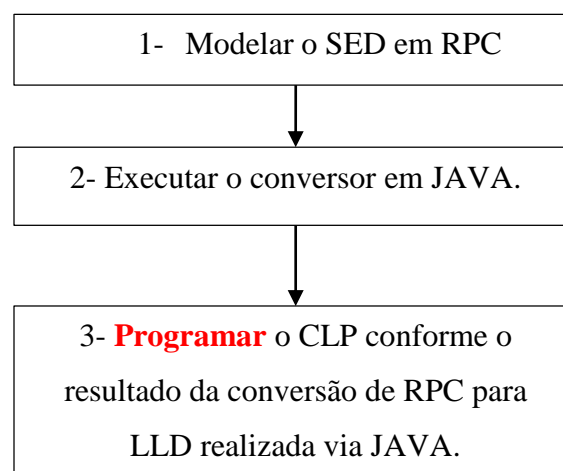 1- Modelar o SED em RPC
2- Executar o conversor em JAVA.
3- Programar o CLP conforme o
resultado da conversão de RPC para
LLD realizada via JAVA.